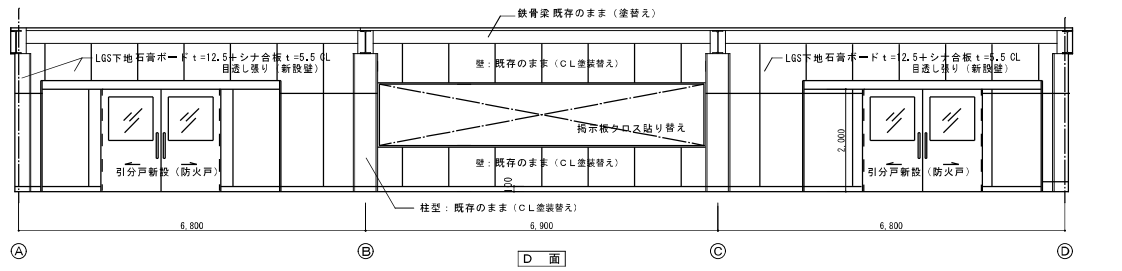 鉄骨梁 既存のまま（塗替え）
LGS下地石膏ボードｔ=12.5＋シナ合板ｔ=5.5 CL
目透し張り（新設壁）
壁：既存のまま（ＣＬ塗装替え）
LGS下地石膏ボードｔ=12.5＋シナ合板ｔ=5.5 CL
目透し張り（新設壁）
掲示板クロス貼り替え
2,000
引分戸新設（防火戸）
壁：既存のまま（ＣＬ塗装替え）
引分戸新設（防火戸）
100
柱型：既存のまま（ＣＬ塗装替え）
6,800
6,900
6,800
A
B
C
D
Ｄ 面